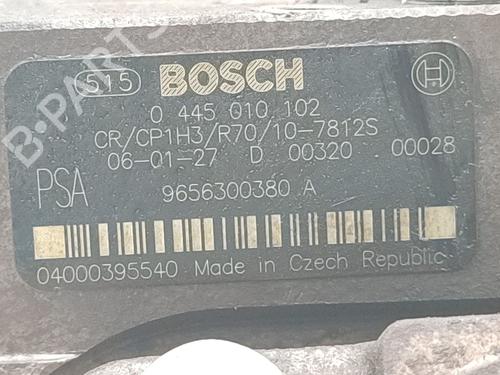 515 BOSCH
0 445 010 102
CR/CP1H3/R70/10-7812S
06-01-27 D 00320 00028
PSA 9656300380 A
04000395540 Made in Czech Republic